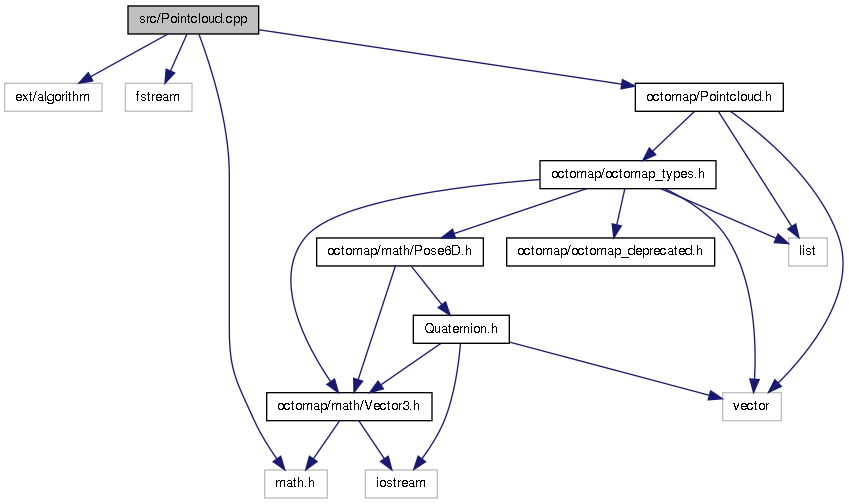 src/Pointcloud.cpp
ext/algorithm
fstream
octomap/Pointcloud.h
octomap/octomap_types.h
octomap/math/Pose6D.h
octomap/octomap_deprecated.h
list
Quaternion.h
octomap/math/Vector3.h
vector
math.h
iostream